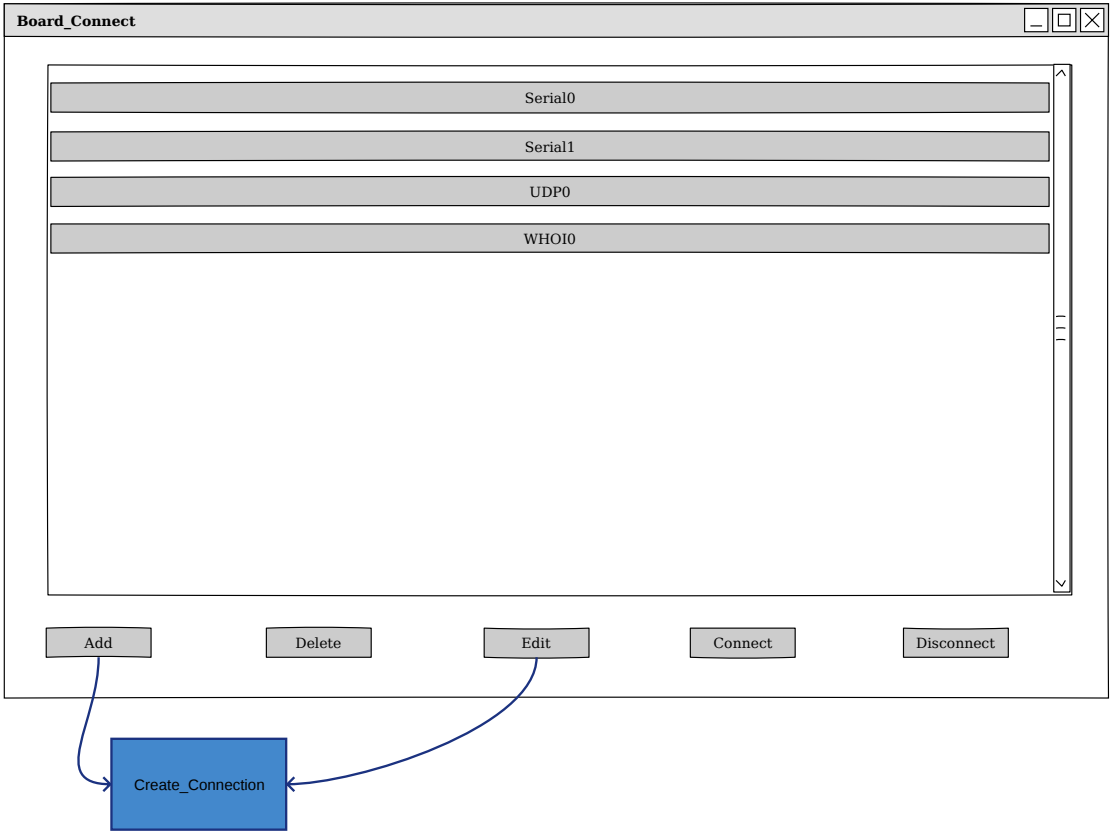 Board_Connect
Serial0
Serial1
UDP0
WHOI0
Add Delete Edit Connect Disconnect
Create_Connection